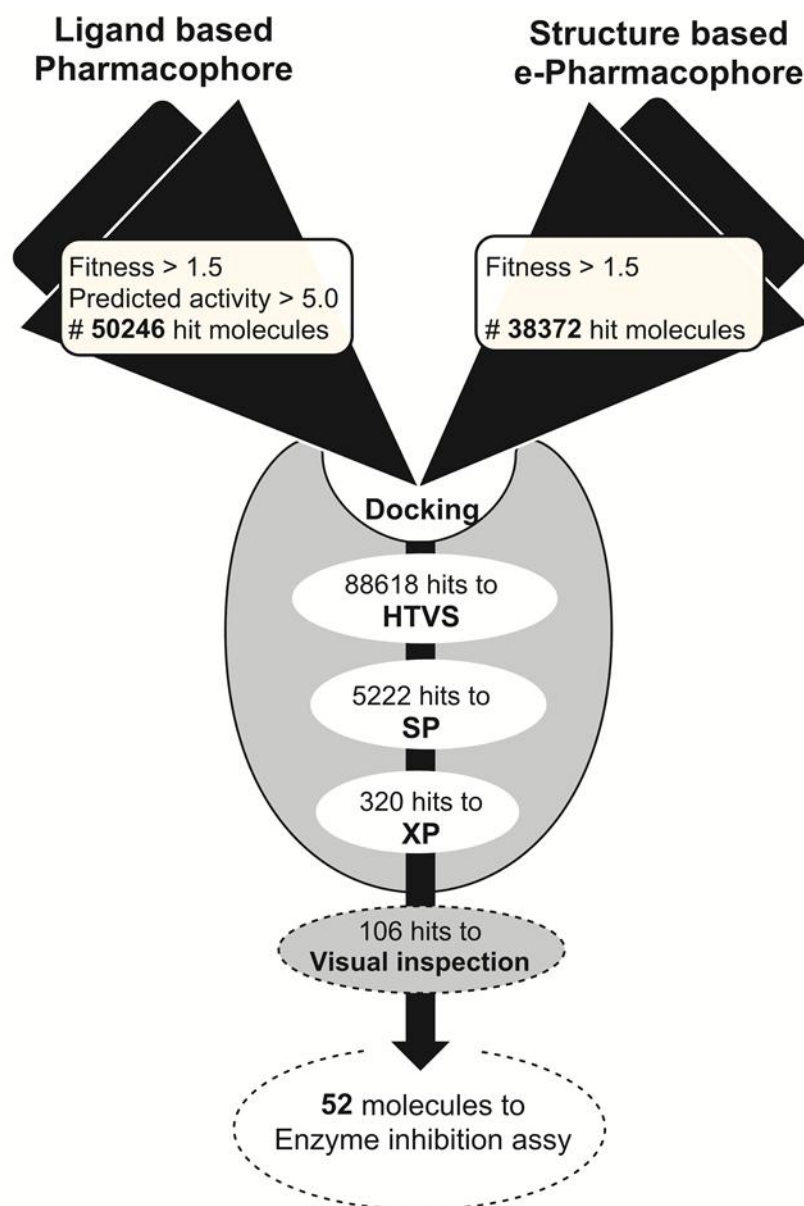 Ligand based
Pharmacophore
Structure based
e-Pharmacophore
Fitness > 1.5
Predicted activity > 5.0
# 50246 hit molecules
Fitness > 1.5
# 38372 hit molecules
Docking
88618 hits to
HTVS
5222 hits to
SP
320 hits to
XP
106 hits to
Visual inspection
52 molecules to
Enzyme inhibition assy